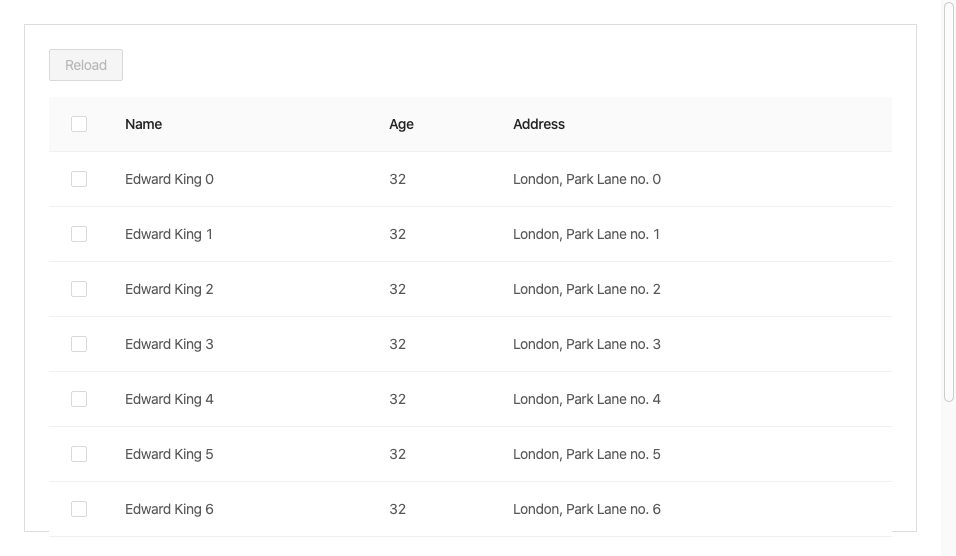 Reload
Name Age Address
Edward King 0 32 London, Park Lane no. 0
Edward King 1 32 London, Park Lane no. 1
Edward King 2 32 London, Park Lane no. 2
Edward King 3 32 London, Park Lane no. 3
Edward King 4 32 London, Park Lane no. 4
Edward King 5 32 London, Park Lane no. 5
Edward King 6 32 London, Park Lane no. 6